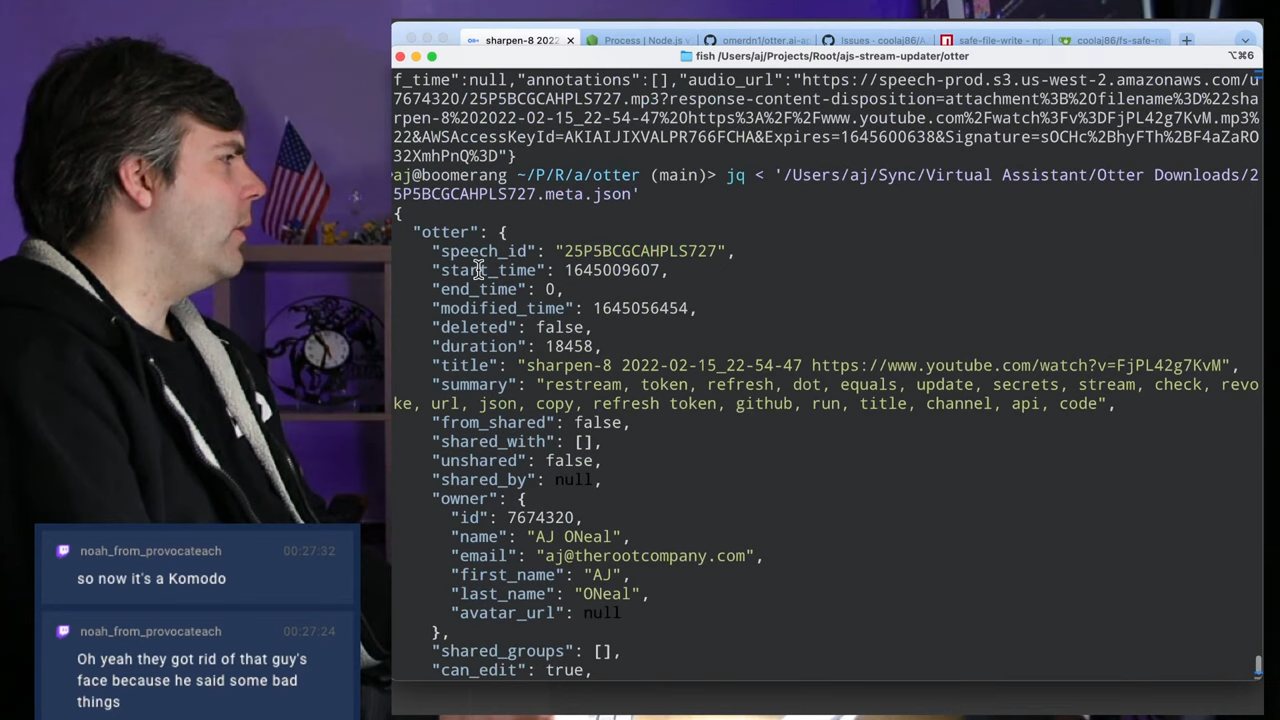 sharpen-8 2022
Process | Node.js v
omerdn1/otter.ai-ap
Issues · coolaj86/A
safe-file-write - np
coolaj86/fs-safe-re
fish /Users/aj/Projects/Root/ajs-stream-updater/otter
⌥⌘6
f_time":null,"annotations":[],"audio_url":"https://speech-prod.s3.us-west-2.amazonaws.com/u
7674320/25P5BCGCAHPLS727.mp3?response-content-disposition=attachment%3B%20filename%3D%22sha
rpen-8%202022-02-15_22-54-47%20https%3A%2F%2Fwww.youtube.com%2Fwatch%3Fv%3DFjPL42g7KvM.mp3%
22&AWSAccessKeyId=AKIAIJIXVALPR766FCHA&Expires=1645600638&Signature=sOCHc%2BhyFTh%2BF4aZaRO
32XmhPnQ%3D"}
aj@boomerang ~/P/R/a/otter (main)> jq < '/Users/aj/Sync/Virtual Assistant/Otter Downloads/2
5P5BCGCAHPLS727.meta.json'
{
"otter": {
"speech_id": "25P5BCGCAHPLS727",
"start_time": 1645009607,
"end_time": 0,
"modified_time": 1645056454,
"deleted": false,
"duration": 18458,
"title": "sharpen-8 2022-02-15_22-54-47 https://www.youtube.com/watch?v=FjPL42g7KvM",
"summary": "restream, token, refresh, dot, equals, update, secrets, stream, check, revo
ke, url, json, copy, refresh token, github, run, title, channel, api, code",
"from_shared": false,
"shared_with": [],
"unshared": false,
"shared_by": null,
"owner": {
"id": 7674320,
"name": "AJ ONeal",
"email": "aj@therootcompany.com",
"first_name": "AJ",
"last_name": "ONeal",
"avatar_url": null
},
"shared_groups": [],
"can_edit": true,
noah_from_provocateach 00:27:32
so now it's a Komodo
noah_from_provocateach 00:27:24
Oh yeah they got rid of that guy's
face because he said some bad
things